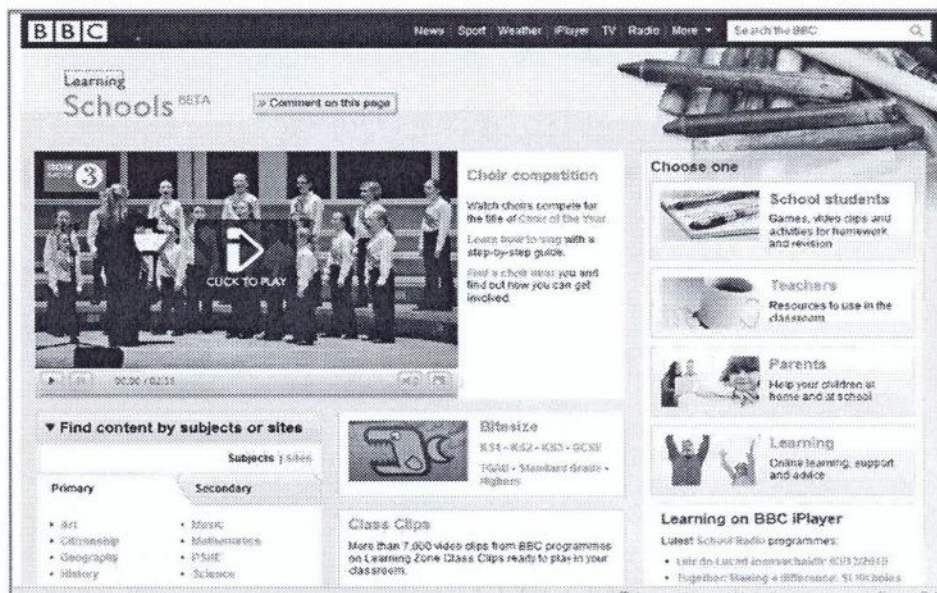 BBC
News Sport Weather iPlayer TV Radio More
Search the BBC
Learning
Schools BETA
» Comment on this page
3
CLICK TO PLAY
00:00 / 02:
Choir competition
Watch choirs compete for
the title of Choir of the Year.
Learn how to sing with a
step-by-step guide.
Find a choir near you and
find out how you can get
involved.
Choose one
School students
Games, video clips and
activities for homework
and revision
Teachers
Resources to use in the
classroom
Parents
Help your children at
home and at school
Learning
Online learning, support
and advice
Find content by subjects or sites
Subjects | Sites
Primary
Secondary
Art
Citizenship
Geography
History
Music
Mathematics
PSHE
Science
Bitesize
KS1 • KS2 • KS3 • GCSE
TGAU • Standard Grade •
Highers
Class Clips
More than 7,000 video clips from BBC programmes
on Learning Zone Class Clips ready to play in your
classroom.
Learning on BBC iPlayer
Latest School Radio programmes:
Together: Making a difference: